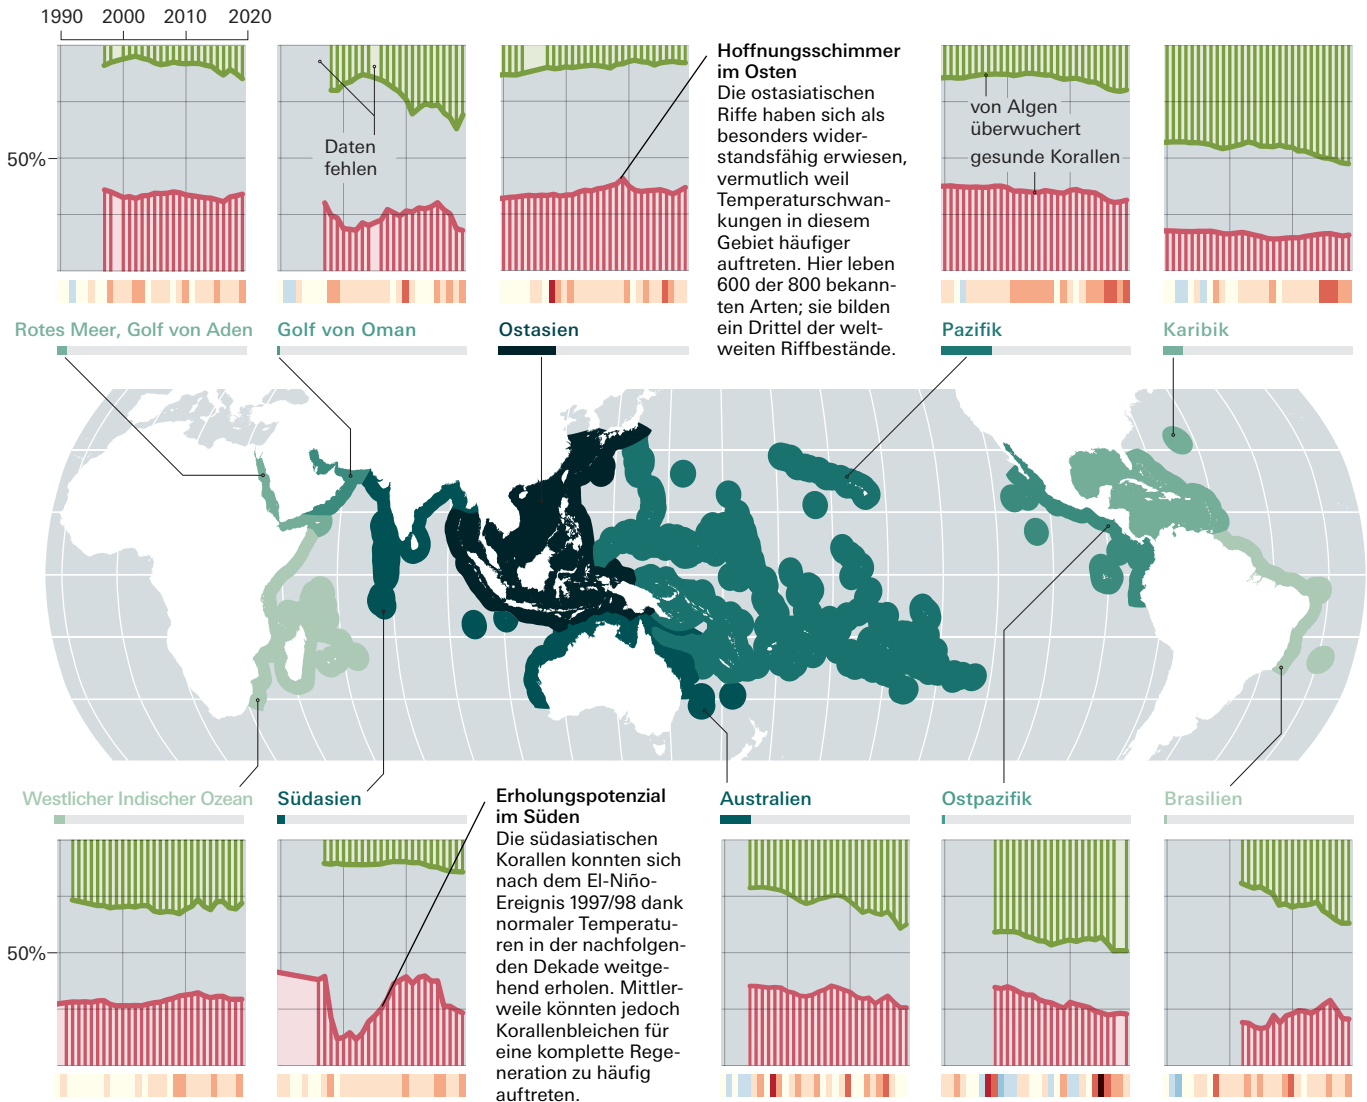 1990 2000 2010 2020
50%
Daten
fehlen
Hoffnungsschimmer
im Osten
Die ostasiatischen
Riffe haben sich als
besonders wider-
standsfähig erwiesen,
vermutlich weil
Temperaturschwan-
kungen in diesem
Gebiet häufiger
auftreten. Hier leben
600 der 800 bekann-
ten Arten; sie bilden
ein Drittel der welt-
weiten Riffbestände.
von Algen
überwuchert
gesunde Korallen
Rotes Meer, Golf von Aden
Golf von Oman
Ostasien
Pazifik
Karibik
Westlicher Indischer Ozean
Südasien
Erholungspotenzial
im Süden
Die südasiatischen
Korallen konnten sich
nach dem El-Niño-
Ereignis 1997/98 dank
normaler Temperatu-
ren in der nachfolgen-
den Dekade weitge-
hend erholen. Mittler-
weile könnten jedoch
Korallenbleichen für
eine komplette Rege-
neration zu häufig
auftreten.
Australien
Ostpazifik
Brasilien
50%